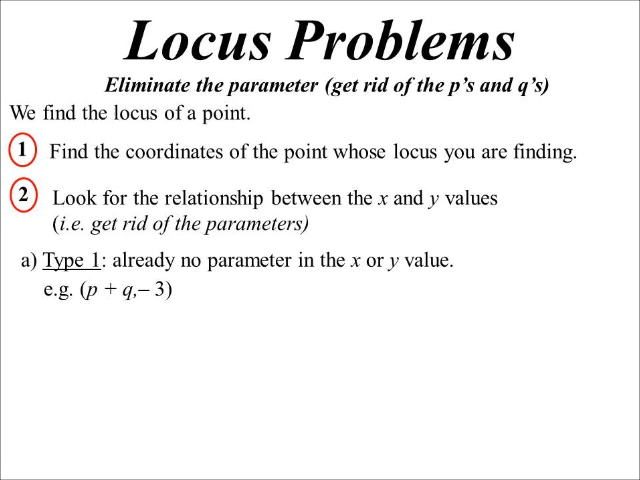 Locus Problems
Eliminate the parameter (get rid of the p's and q's)
We find the locus of a point.
1 Find the coordinates of the point whose locus you are finding.
2 Look for the relationship between the x and y values
(i.e. get rid of the parameters)
a) Type 1: already no parameter in the x or y value.
e.g. (p + q,– 3)